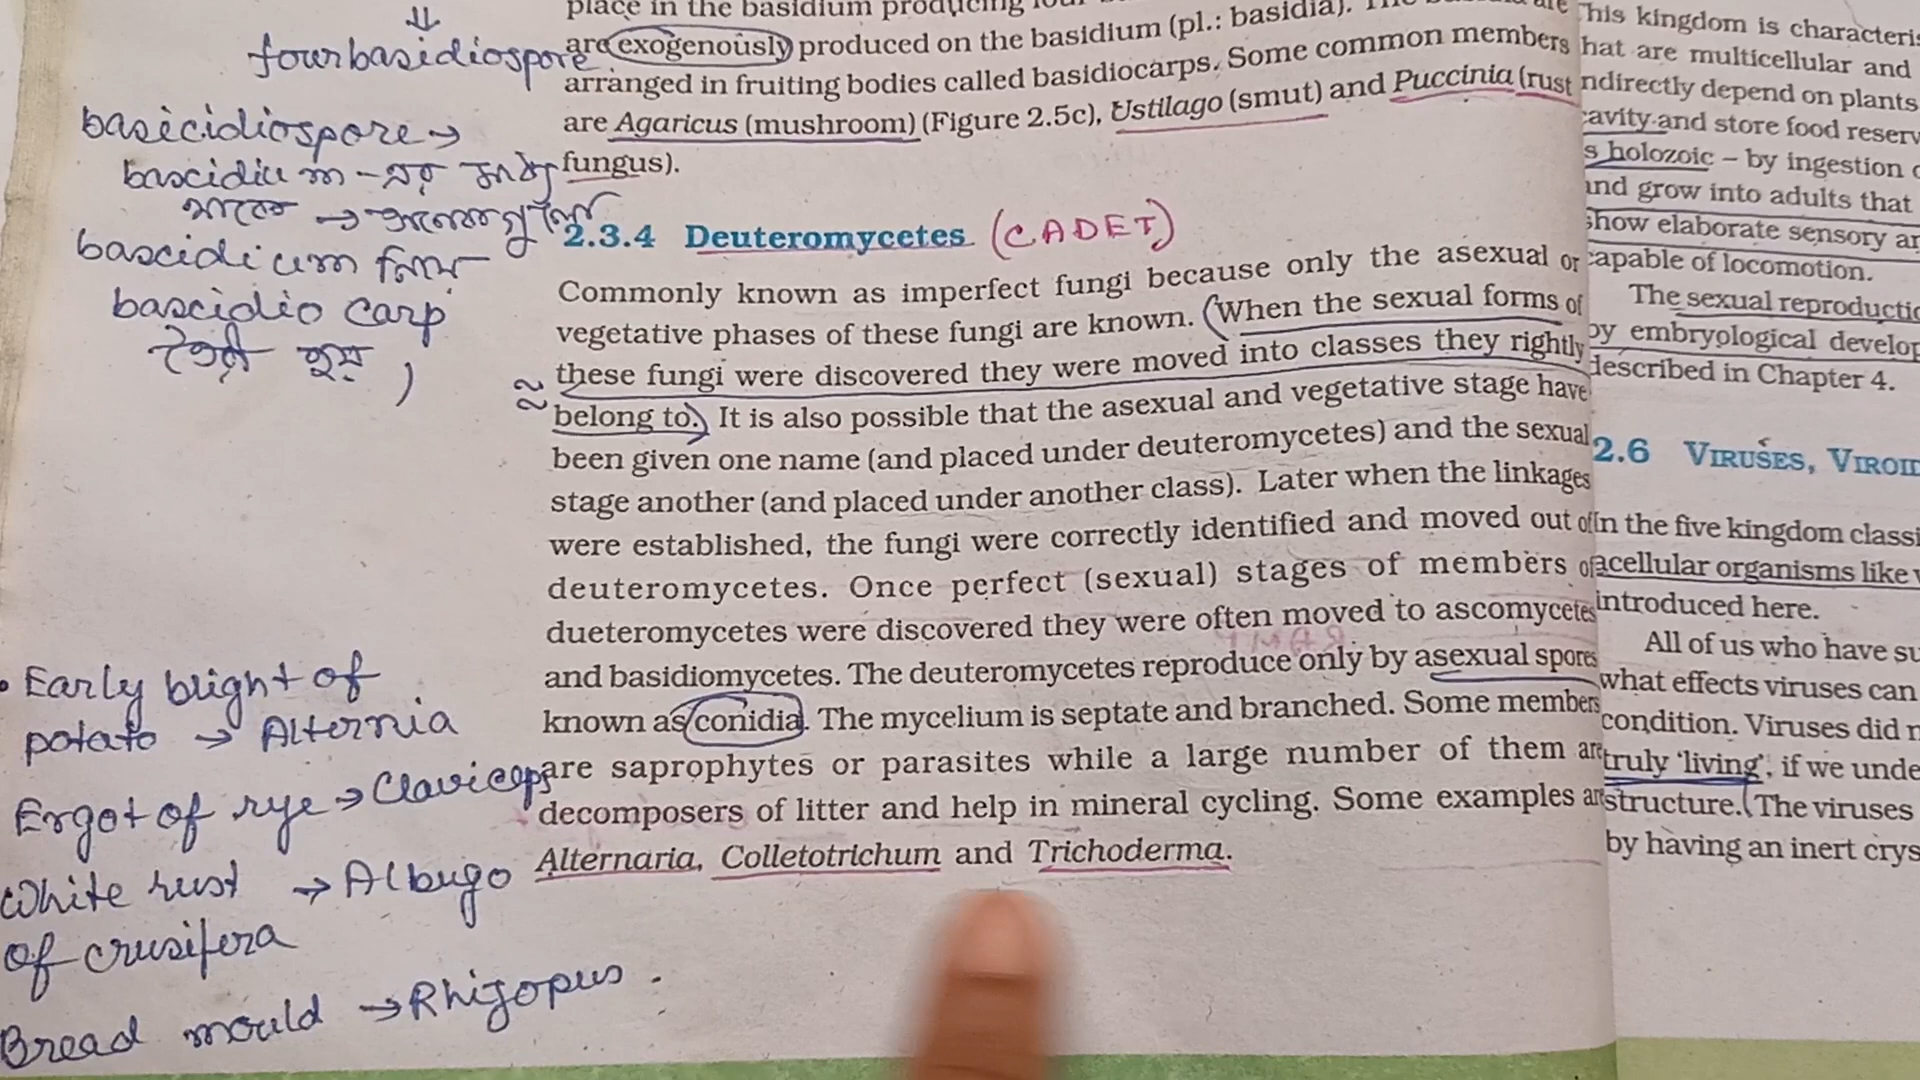 place in the basidium producing
are exogenously produced on the basidium (pl.: basidia).
arranged in fruiting bodies called basidiocarps. Some common members
are Agaricus (mushroom) (Figure 2.5c), Ustilago (smut) and Puccinia (rust
fungus).
2.3.4 Deuteromycetes (CADET)
Commonly known as imperfect fungi because only the asexual or
vegetative phases of these fungi are known. (When the sexual forms of
these fungi were discovered they were moved into classes they rightly
belong to.) It is also possible that the asexual and vegetative stage have
been given one name (and placed under deuteromycetes) and the sexual
stage another (and placed under another class). Later when the linkages
were established, the fungi were correctly identified and moved out of
deuteromycetes. Once perfect (sexual) stages of members of
dueteromycetes were discovered they were often moved to ascomycetes
and basidiomycetes. The deuteromycetes reproduce only by asexual spores
known as conidia. The mycelium is septate and branched. Some members
are saprophytes or parasites while a large number of them are
decomposers of litter and help in mineral cycling. Some examples are
Alternaria, Colletotrichum and Trichoderma.
⇓
fourbasidiospore
basicidiospore →
bascidium -
থাকে →
bascidium মিলে
bascidio carp
তৈরী হয় )
• Early blight of
potato → Alternia
Ergot of rye → Claviceps
White rust → Albugo
of crusifera
Bread mould → Rhizopus .
This kingdom is characteris
hat are multicellular and
ndirectly depend on plants
cavity and store food reserv
s holozoic – by ingestion o
and grow into adults that
show elaborate sensory an
capable of locomotion.
The sexual reproductio
by embryological develop
described in Chapter 4.
2.6 VIRUSES, VIROID
In the five kingdom classi
acellular organisms like v
introduced here.
All of us who have su
what effects viruses can
condition. Viruses did n
truly 'living', if we unde
structure. (The viruses
by having an inert crys